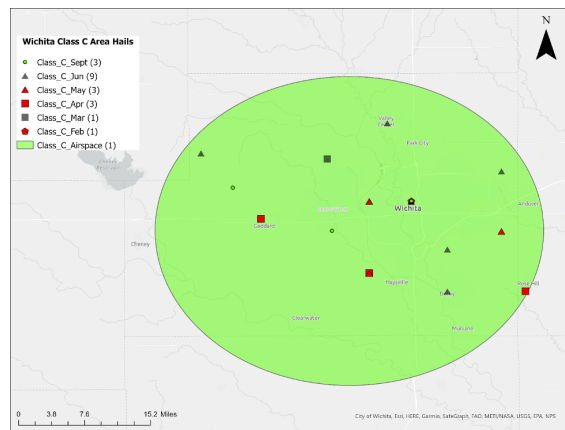 Wichita Class C Area Hails
Class_C_Sept (3)
Class_C_Jun (9)
Class_C_May (3)
Class_C_Apr (3)
Class_C_Mar (1)
Class_C_Feb (1)
Class_C_Airspace (1)
N
Cheney
Reservoir
Valley
Center
Park City
Andover
Wichita
Goddard
Cheney
Haysville
Derby
Rose Hill
Clearwater
Mulvane
0 3.8 7.6 15.2 Miles
City of Wichita, Esri, HERE, Garmin, SafeGraph, FAO, METI/NASA, USGS, EPA, NPS